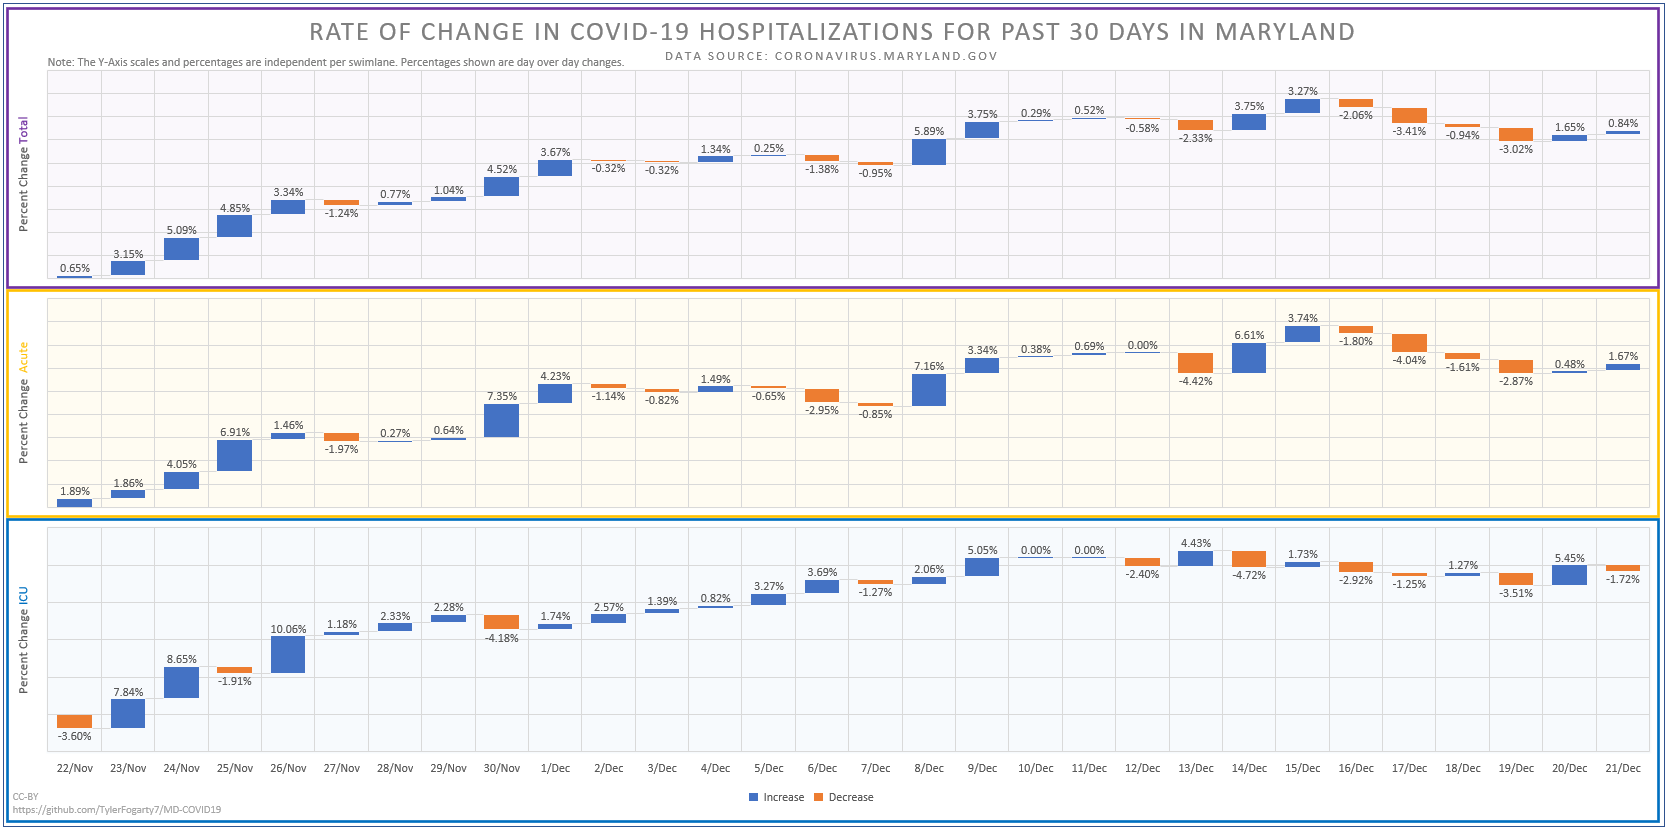 RATE OF CHANGE IN COVID-19 HOSPITALIZATIONS FOR PAST 30 DAYS IN MARYLAND
DATA SOURCE: CORONAVIRUS.MARYLAND.GOV
Note: The Y-Axis scales and percentages are independent per swimlane. Percentages shown are day over day changes.
Percent Change Total
0.65% 3.15% 5.09% 4.85% 3.34% -1.24% 0.77% 1.04% 4.52% 3.67% -0.32% -0.32% 1.34% 0.25% -1.38% -0.95% 5.89% 3.75% 0.29% 0.52% -0.58% -2.33% 3.75% 3.27% -2.06% -3.41% -0.94% -3.02% 1.65% 0.84%
Percent Change Acute
1.89% 1.86% 4.05% 6.91% 1.46% -1.97% 0.27% 0.64% 7.35% 4.23% -1.14% -0.82% 1.49% -0.65% -2.95% -0.85% 7.16% 3.34% 0.38% 0.69% 0.00% -4.42% 6.61% 3.74% -1.80% -4.04% -1.61% -2.87% 0.48% 1.67%
Percent Change ICU
-3.60% 7.84% 8.65% -1.91% 10.06% 1.18% 2.33% 2.28% -4.18% 1.74% 2.57% 1.39% 0.82% 3.27% 3.69% -1.27% 2.06% 5.05% 0.00% 0.00% -2.40% 4.43% -4.72% 1.73% -2.92% -1.25% 1.27% -3.51% 5.45% -1.72%
22/Nov 23/Nov 24/Nov 25/Nov 26/Nov 27/Nov 28/Nov 29/Nov 30/Nov 1/Dec 2/Dec 3/Dec 4/Dec 5/Dec 6/Dec 7/Dec 8/Dec 9/Dec 10/Dec 11/Dec 12/Dec 13/Dec 14/Dec 15/Dec 16/Dec 17/Dec 18/Dec 19/Dec 20/Dec 21/Dec
Increase Decrease
CC-BY
https://github.com/TylerFogarty7/MD-COVID19